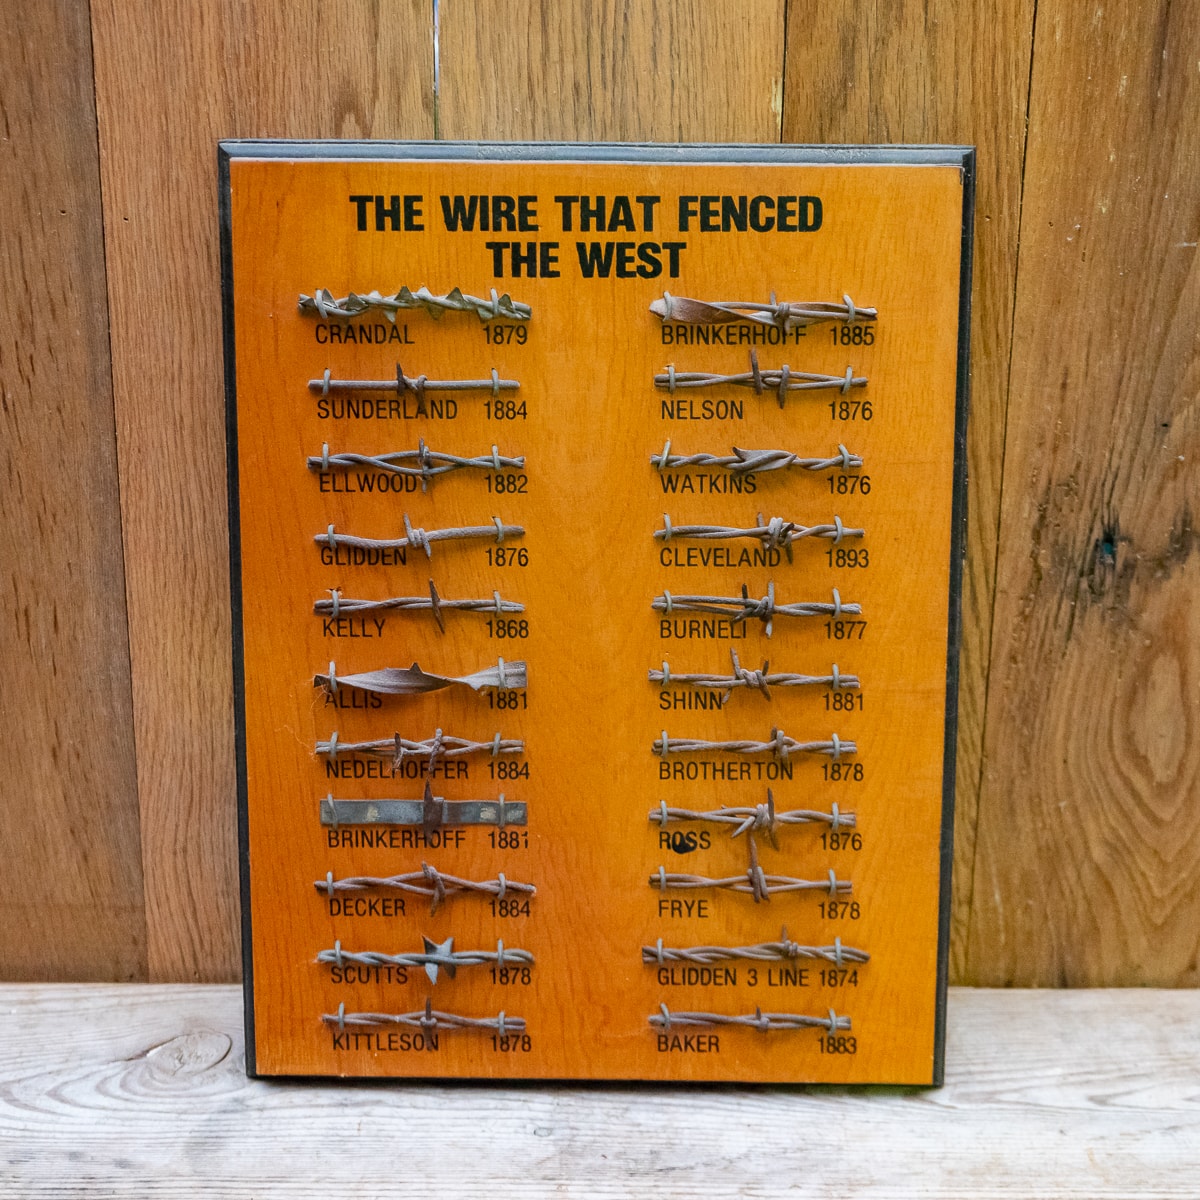 THE WIRE THAT FENCED
THE WEST
CRANDAL 1879
SUNDERLAND 1884
ELLWOOD 1882
GLIDDEN 1876
KELLY 1868
ALLIS 1881
NEDELHOFFER 1884
BRINKERHOFF 1881
DECKER 1884
SCUTTS 1878
KITTLESON 1878
BRINKERHOFF 1885
NELSON 1876
WATKINS 1876
CLEVELAND 1893
BURNELL 1877
SHINN 1881
BROTHERTON 1878
ROSS 1876
FRYE 1878
GLIDDEN 3 LINE 1874
BAKER 1883